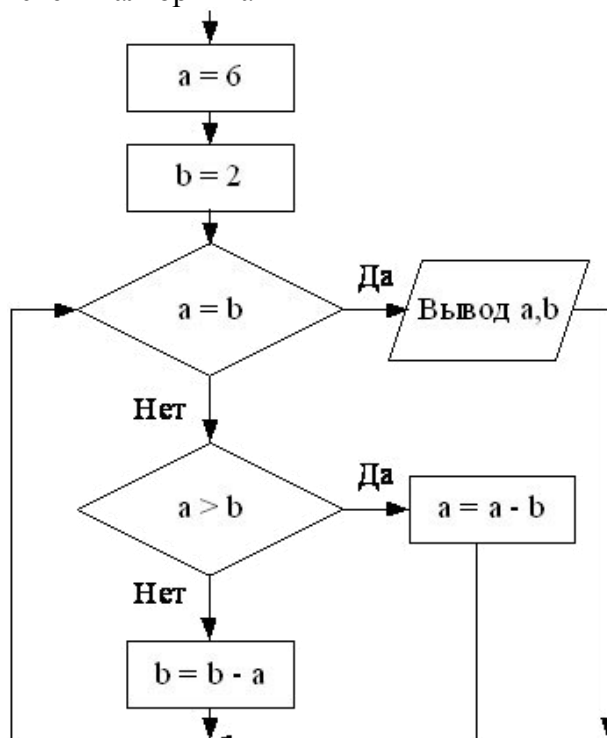 a = 6
b = 2
a = b
Да
Вывод a,b
Нет
a > b
Да
a = a - b
Нет
b = b - a